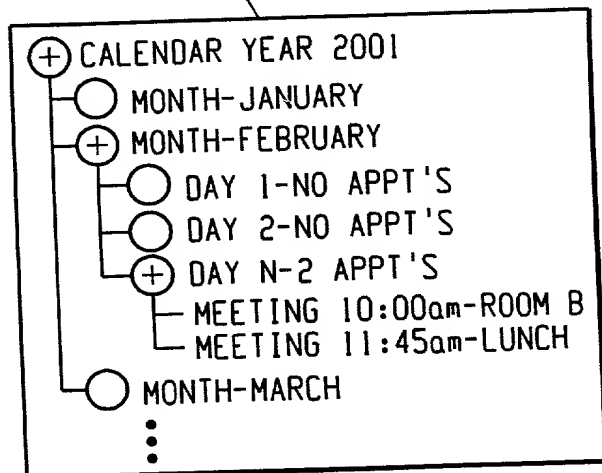 CALENDAR YEAR 2001
MONTH-JANUARY
MONTH-FEBRUARY
DAY 1-NO APPT'S
DAY 2-NO APPT'S
DAY N-2 APPT'S
MEETING 10:00am-ROOM B
MEETING 11:45am-LUNCH
MONTH-MARCH